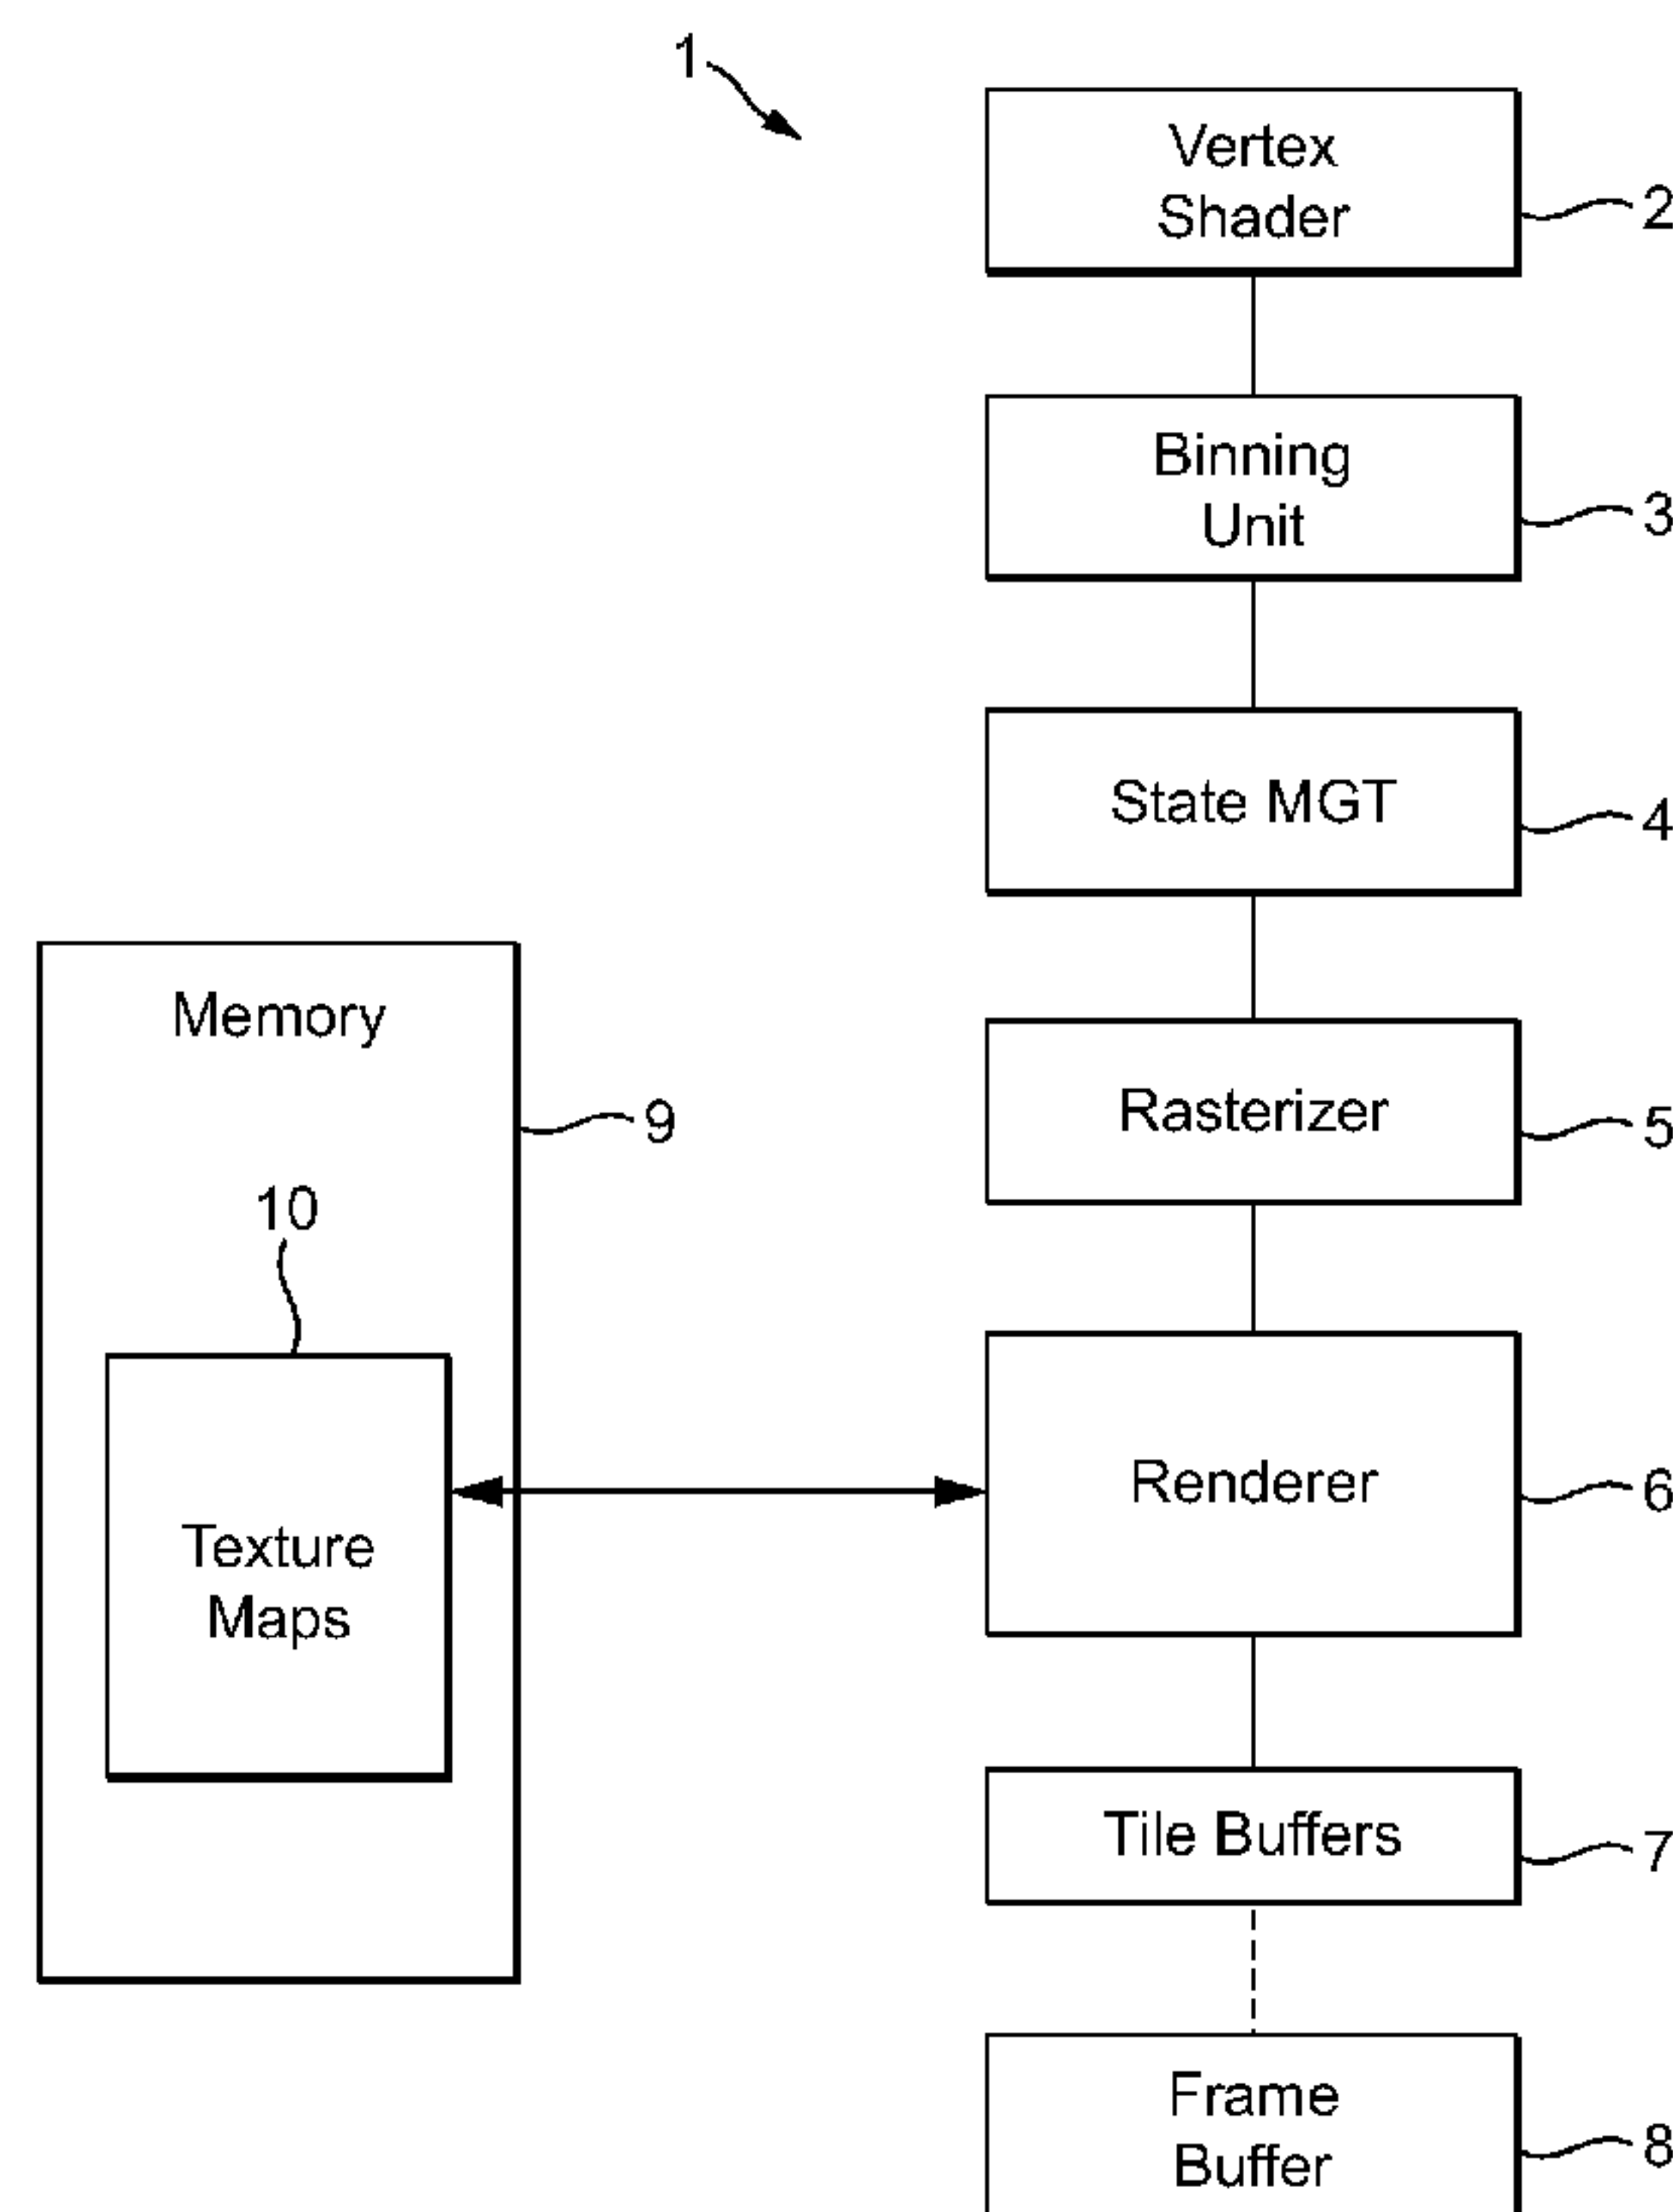 1
Vertex
Shader
2
Binning
Unit
3
State MGT
4
Memory
Rasterizer
9
5
10
Renderer
6
Texture
Maps
Tile Buffers
7
Frame
Buffer
8